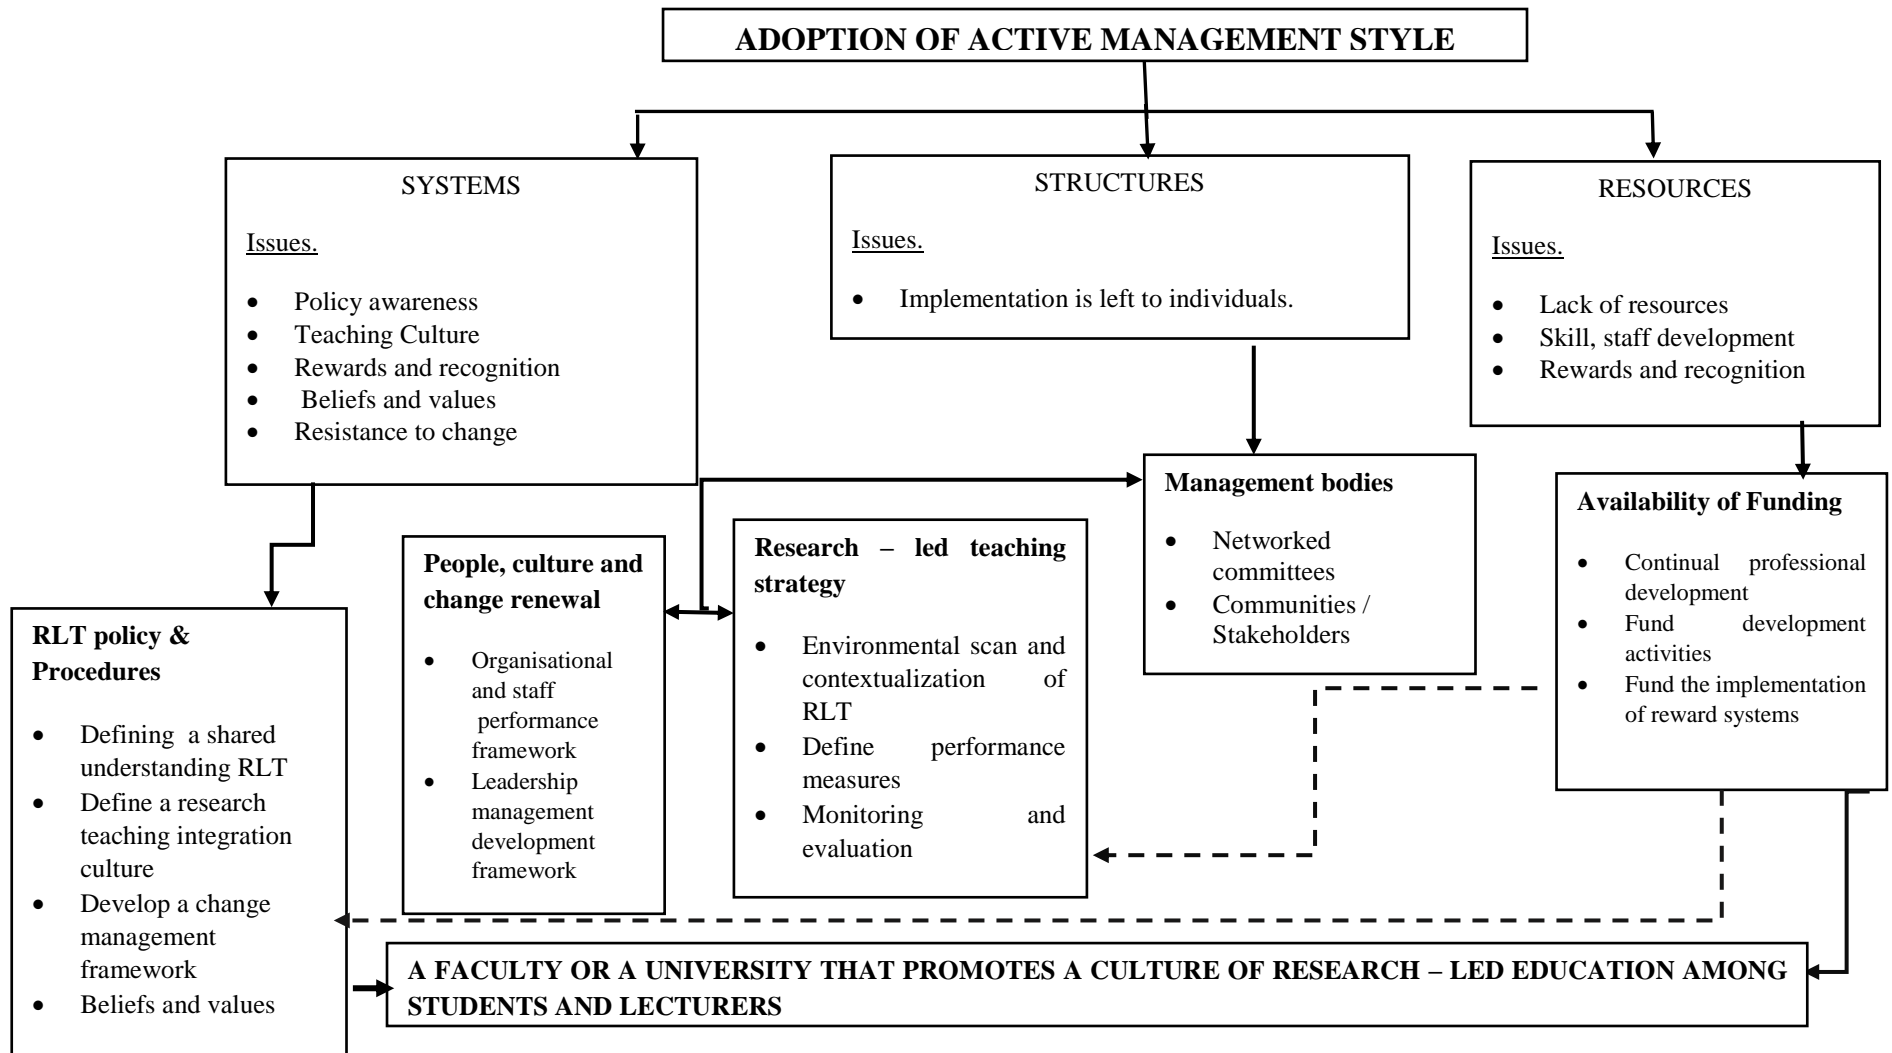 ADOPTION OF ACTIVE MANAGEMENT STYLE
SYSTEMS
Issues.
• Policy awareness
• Teaching Culture
• Rewards and recognition
• Beliefs and values
• Resistance to change
STRUCTURES
Issues.
• Implementation is left to individuals.
RESOURCES
Issues.
• Lack of resources
• Skill, staff development
• Rewards and recognition
RLT policy &
Procedures
• Defining a shared
understanding RLT
• Define a research
teaching integration
culture
• Develop a change
management
framework
• Beliefs and values
People, culture and
change renewal
• Organisational
and staff
performance
framework
• Leadership
management
development
framework
Research – led teaching
strategy
• Environmental scan and
contextualization of
RLT
• Define performance
measures
• Monitoring and
evaluation
Management bodies
• Networked
committees
• Communities /
Stakeholders
Availability of Funding
• Continual professional
development
• Fund development
activities
• Fund the implementation
of reward systems
A FACULTY OR A UNIVERSITY THAT PROMOTES A CULTURE OF RESEARCH – LED EDUCATION AMONG
STUDENTS AND LECTURERS